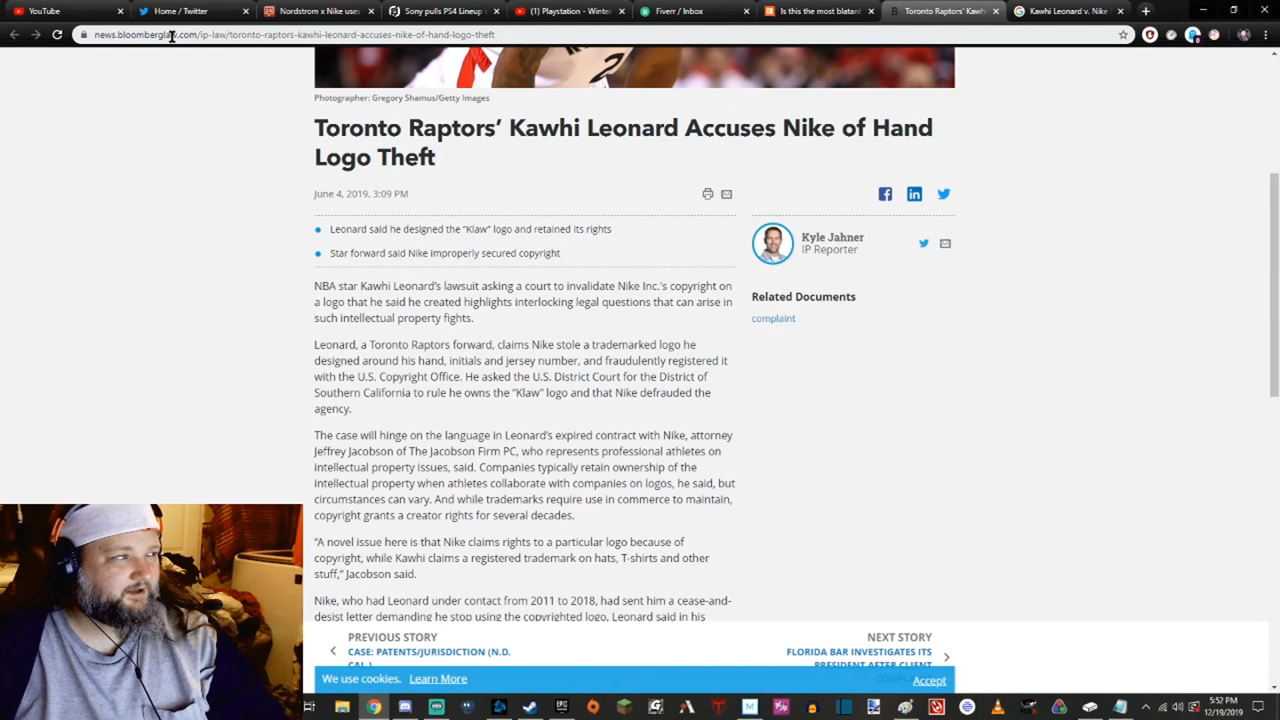 YouTube
Home / Twitter
Nordstrom x Nike uses
Sony pulls PS4 Lineup
(1) Playstation - Winter
Fiverr / Inbox
Is this the most blatant
Toronto Raptors' Kawh
Kawhi Leonard v. Nike
news.bloomberglaw.com/ip-law/toronto-raptors-kawhi-leonard-accuses-nike-of-hand-logo-theft
2
Photographer: Gregory Shamus/Getty Images
Toronto Raptors’ Kawhi Leonard Accuses Nike of Hand
Logo Theft
June 4, 2019, 3:09 PM
Leonard said he designed the “Klaw” logo and retained its rights
Star forward said Nike improperly secured copyright
Kyle Jahner
IP Reporter
Related Documents
complaint
NBA star Kawhi Leonard’s lawsuit asking a court to invalidate Nike Inc.’s copyright on
a logo that he said he created highlights interlocking legal questions that can arise in
such intellectual property fights.
Leonard, a Toronto Raptors forward, claims Nike stole a trademarked logo he
designed around his hand, initials and jersey number, and fraudulently registered it
with the U.S. Copyright Office. He asked the U.S. District Court for the District of
Southern California to rule he owns the “Klaw” logo and that Nike defrauded the
agency.
The case will hinge on the language in Leonard’s expired contract with Nike, attorney
Jeffrey Jacobson of The Jacobson Firm PC, who represents professional athletes on
intellectual property issues, said. Companies typically retain ownership of the
intellectual property when athletes collaborate with companies on logos, he said, but
circumstances can vary. And while trademarks require use in commerce to maintain,
copyright grants a creator rights for several decades.
“A novel issue here is that Nike claims rights to a particular logo because of
copyright, while Kawhi claims a registered trademark on hats, T-shirts and other
stuff,” Jacobson said.
Nike, who had Leonard under contact from 2011 to 2018, had sent him a cease-and-
desist letter demanding he stop using the copyrighted logo, Leonard said in his
PREVIOUS STORY
CASE: PATENTS/JURISDICTION (N.D.
CAL.)
NEXT STORY
FLORIDA BAR INVESTIGATES ITS
PRESIDENT AFTER CLIENT
We use cookies. Learn More
Accept
5:52 PM
12/19/2019